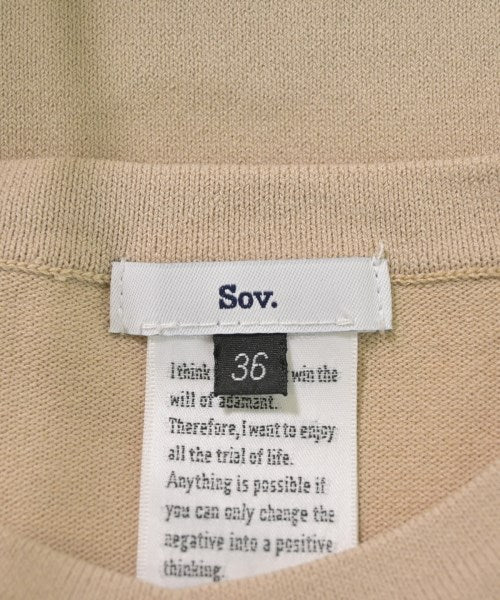 Sov.
36
I think win the
will of adamant.
Therefore, I want to enjoy
all the trial of life.
Anything is possible if
you can only change the
negative into a positive
thinking.